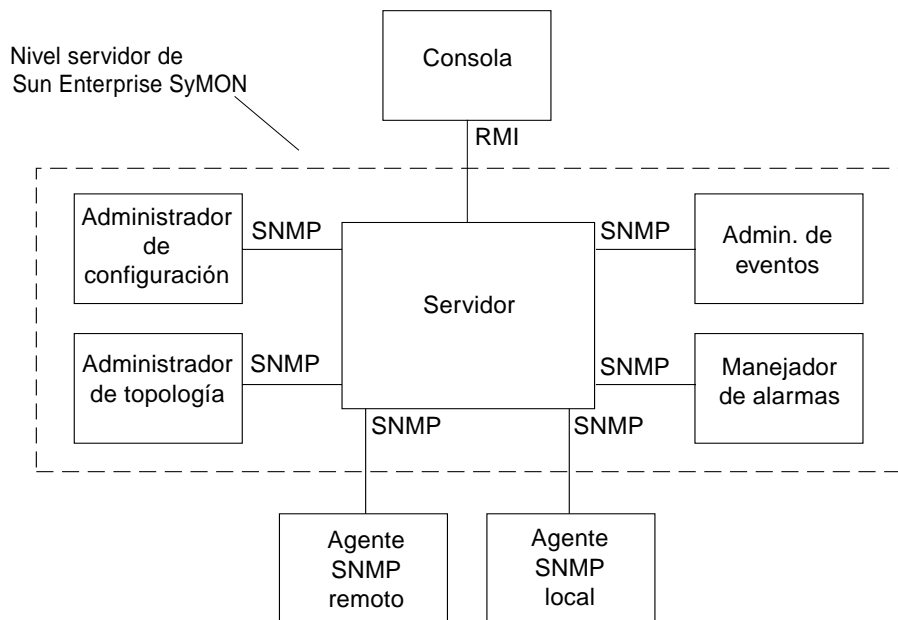 Nivel servidor de
Sun Enterprise SyMON
Consola
RMI
Administrador
de
configuración
SNMP
SNMP
Admin. de
eventos
Servidor
Administrador
de topología
SNMP
SNMP
Manejador
de alarmas
SNMP
SNMP
Agente
SNMP
remoto
Agente
SNMP
local